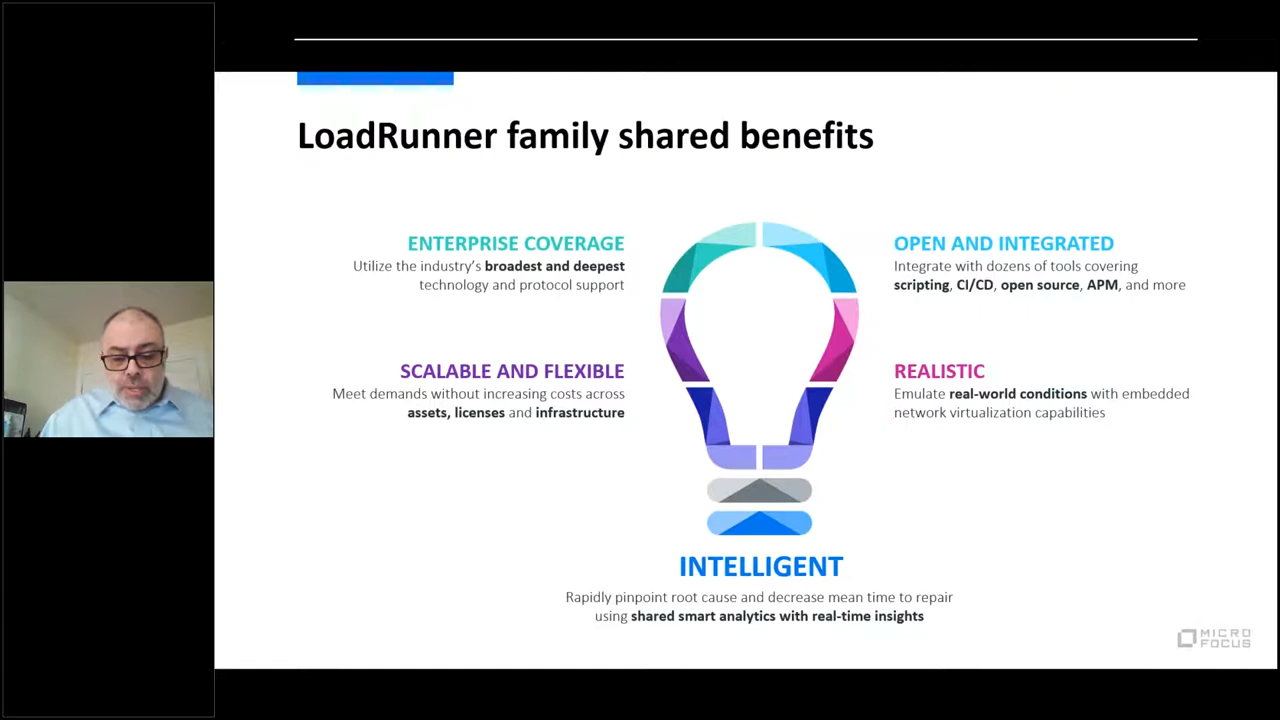 LoadRunner family shared benefits
ENTERPRISE COVERAGE
Utilize the industry's broadest and deepest
technology and protocol support
OPEN AND INTEGRATED
Integrate with dozens of tools covering
scripting, CI/CD, open source, APM, and more
SCALABLE AND FLEXIBLE
Meet demands without increasing costs across
assets, licenses and infrastructure
REALISTIC
Emulate real-world conditions with embedded
network virtualization capabilities
INTELLIGENT
Rapidly pinpoint root cause and decrease mean time to repair
using shared smart analytics with real-time insights
MICRO
FOCUS